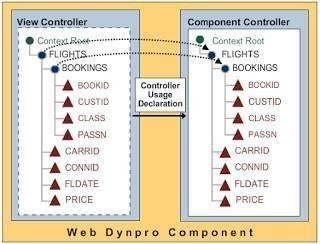 View Controller
Context Root
FLIGHTS
BOOKINGS
BOOKID
CUSTID
CLASS
PASSN
CARRID
CONNID
FLDATE
PRICE
Controller
Usage
Declaration
Component Controller
Context Root
FLIGHTS
BOOKINGS
BOOKID
CUSTID
CLASS
PASSN
CARRID
CONNID
FLDATE
PRICE
Web Dynpro Component